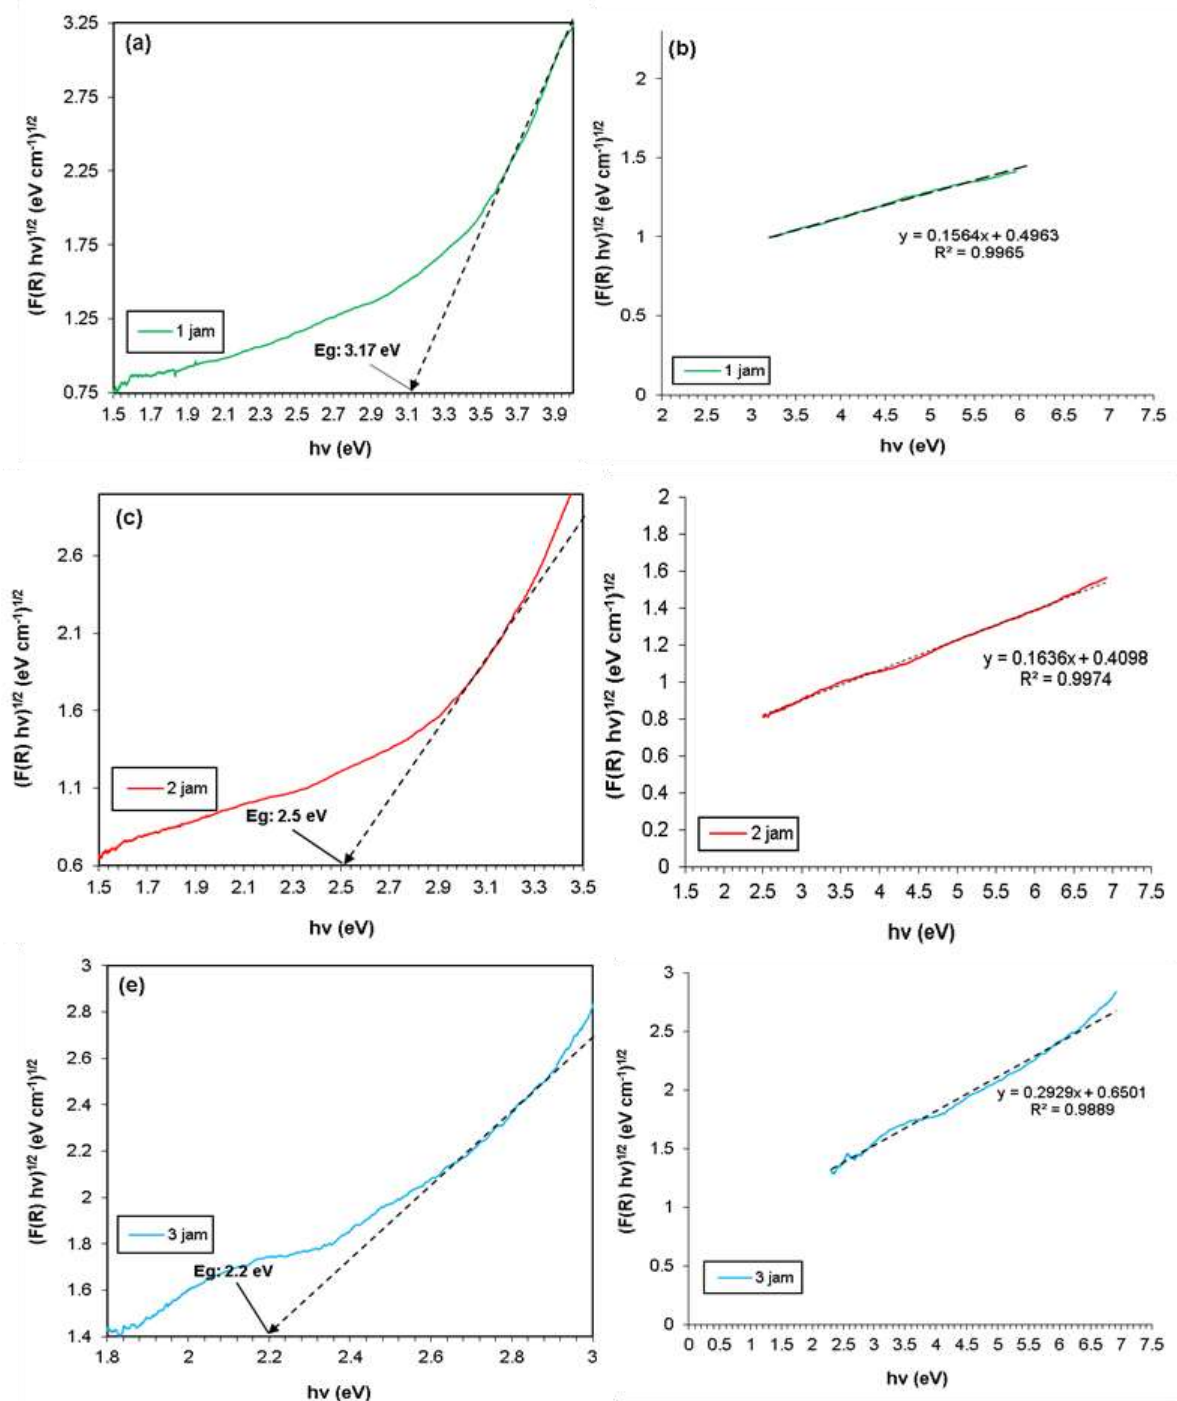 (a)
(F(R) hv)1/2 (eV cm-1)1/2
3.25
2.75
2.25
1.75
1.25
0.75
1 jam
Eg: 3.17 eV
1.5 1.7 1.9 2.1 2.3 2.5 2.7 2.9 3.1 3.3 3.5 3.7 3.9
hv (eV)
(b)
(F(R) hv)1/2 (eV cm-1)1/2
2
1.5
1
0.5
0
y = 0.1564x + 0.4963
R² = 0.9965
1 jam
2 2.5 3 3.5 4 4.5 5 5.5 6 6.5 7 7.5
hv (eV)
(c)
(F(R) hv)1/2 (eV cm-1)1/2
2.6
2.1
1.6
1.1
0.6
2 jam
Eg: 2.5 eV
1.5 1.7 1.9 2.1 2.3 2.5 2.7 2.9 3.1 3.3 3.5
hv (eV)
(F(R) hv)1/2 (eV cm-1)1/2
2
1.8
1.6
1.4
1.2
1
0.8
0.6
0.4
0.2
0
y = 0.1636x + 0.4098
R² = 0.9974
2 jam
1.5 2 2.5 3 3.5 4 4.5 5 5.5 6 6.5 7 7.5
hv (eV)
(e)
(F(R) hv)1/2 (eV cm-1)1/2
3
2.8
2.6
2.4
2.2
2
1.8
1.6
1.4
3 jam
Eg: 2.2 eV
1.8 2 2.2 2.4 2.6 2.8 3
hv (eV)
(F(R) hv)1/2 (eV cm-1)1/2
3
2.5
2
1.5
1
0.5
0
y = 0.2929x + 0.6501
R² = 0.9889
3 jam
0 0.5 1 1.5 2 2.5 3 3.5 4 4.5 5 5.5 6 6.5 7 7.5
hv (eV)